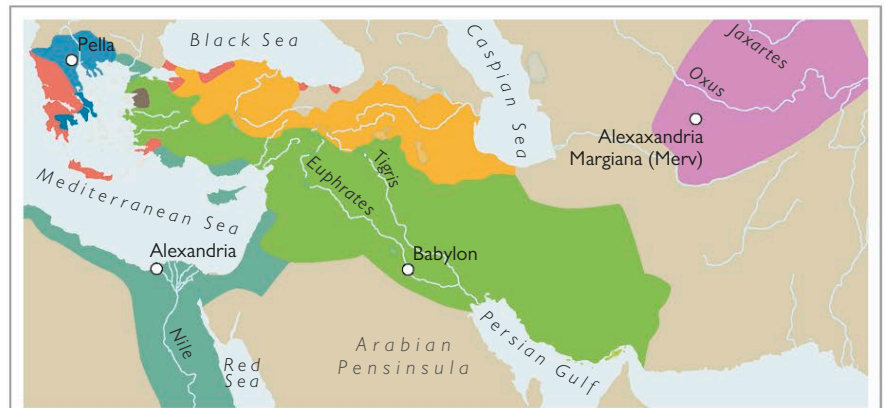 Pella
Black Sea
Caspian Sea
Jaxartes
Oxus
Alexaxandria
Margiana (Merv)
Mediterranean Sea
Euphrates
Tigris
Alexandria
Babylon
Nile
Red
Sea
Arabian
Pensinsula
Persian Gulf